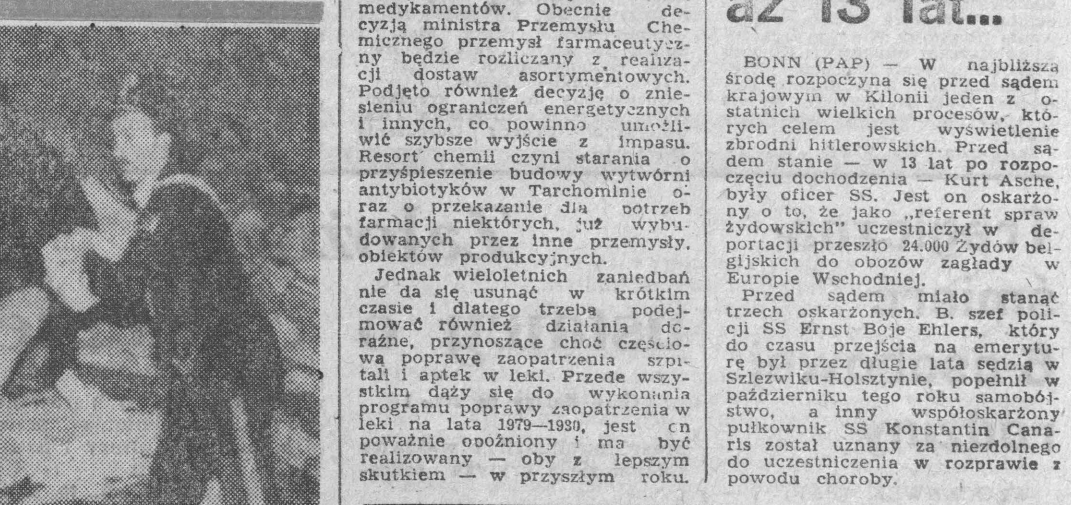 medykamentów. Obecnie de-
cyzją ministra Przemysłu Che-
micznego przemysł farmaceutycz-
ny będzie rozliczany z realiza-
cji dostaw asortymentowych.
Podjęto również decyzję o znie-
sieniu ograniczeń energetycznych
i innych, co powinno umożli-
wić szybsze wyjście z impasu.
Resort chemii czyni starania o
przyśpieszenie budowy wytwórni
antybiotyków w Tarchominie o-
raz o przekazanie dla potrzeb
farmacji niektórych, już wybu-
dowanych przez inne przemysły,
obiektów produkcyjnych.
Jednak wieloletnich zaniedbań
nie da się usunąć w krótkim
czasie i dlatego trzeba podej-
mować również działania do-
raźne, przynoszące choć częścio-
wą poprawę zaopatrzenia szpi-
tali i aptek w leki. Przede wszy-
stkim dąży się do wykonania
programu poprawy zaopatrzenia w
leki na lata 1979—1980, jest on
poważnie opóźniony i ma być
realizowany — oby z lepszym
skutkiem — w przyszłym roku.
aż 13 lat...
BONN (PAP) — W najbliższą
środę rozpoczyna się przed sądem
krajowym w Kilonii jeden z o-
statnich wielkich procesów, któ-
rych celem jest wyświetlenie
zbrodni hitlerowskich. Przed są-
dem stanie — w 13 lat po rozpo-
częciu dochodzenia — Kurt Asche,
były oficer SS. Jest on oskarżo-
ny o to, że jako „referent spraw
żydowskich" uczestniczył w de-
portacji przeszło 24.000 Żydów bel-
gijskich do obozów zagłady w
Europie Wschodniej.
Przed sądem miało stanąć
trzech oskarżonych. B. szef poli-
cji SS Ernst Boje Ehlers, który
do czasu przejścia na emerytu-
rę był przez długie lata sędzią w
Szlezwiku-Holsztynie, popełnił w
październiku tego roku samobój-
stwo, a inny współoskarżony
pułkownik SS Konstantin Cana-
ris został uznany za niezdolnego
do uczestniczenia w rozprawie z
powodu choroby.